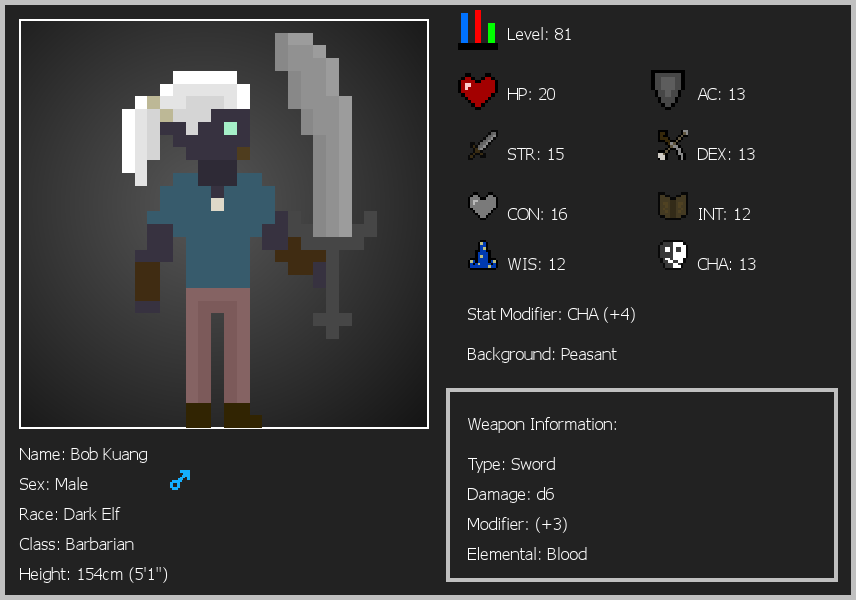 Level: 81
HP: 20
AC: 13
STR: 15
DEX: 13
CON: 16
INT: 12
WIS: 12
CHA: 13
Stat Modifier: CHA (+4)
Background: Peasant
Weapon Information:
Type: Sword
Damage: d6
Modifier: (+3)
Elemental: Blood
Name: Bob Kuang
Sex: Male
Race: Dark Elf
Class: Barbarian
Height: 154cm (5'1")